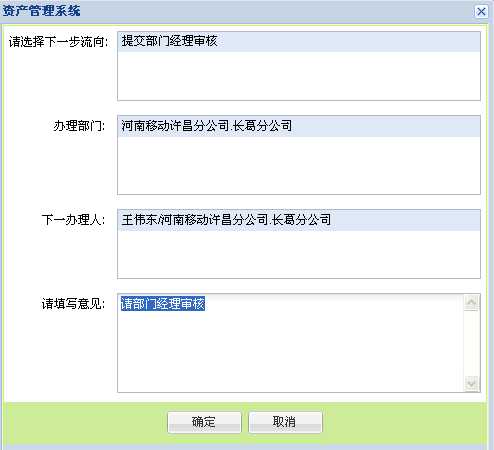 资产管理系统
请选择下一步流向:
提交部门经理审核
办理部门:
河南移动许昌分公司.长葛分公司
下一办理人:
王伟东/河南移动许昌分公司.长葛分公司
请填写意见:
请部门经理审核
确定
取消